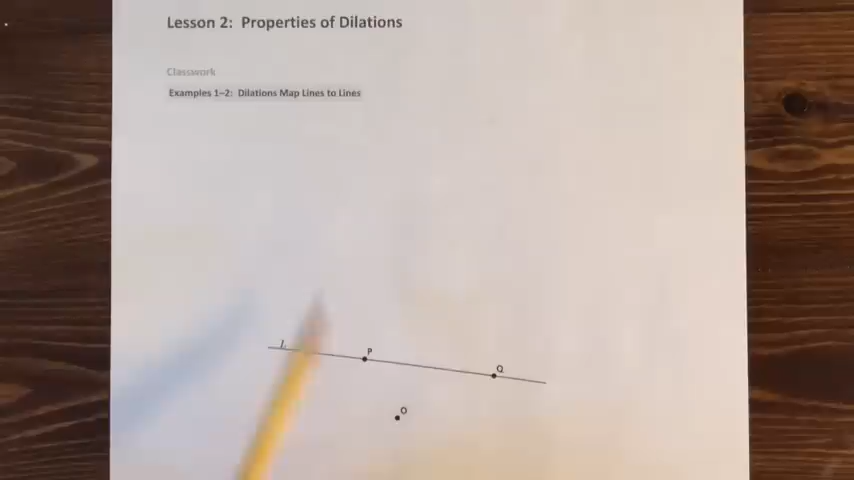 Lesson 2: Properties of Dilations
Classwork
Examples 1–2: Dilations Map Lines to Lines
L
P
Q
O